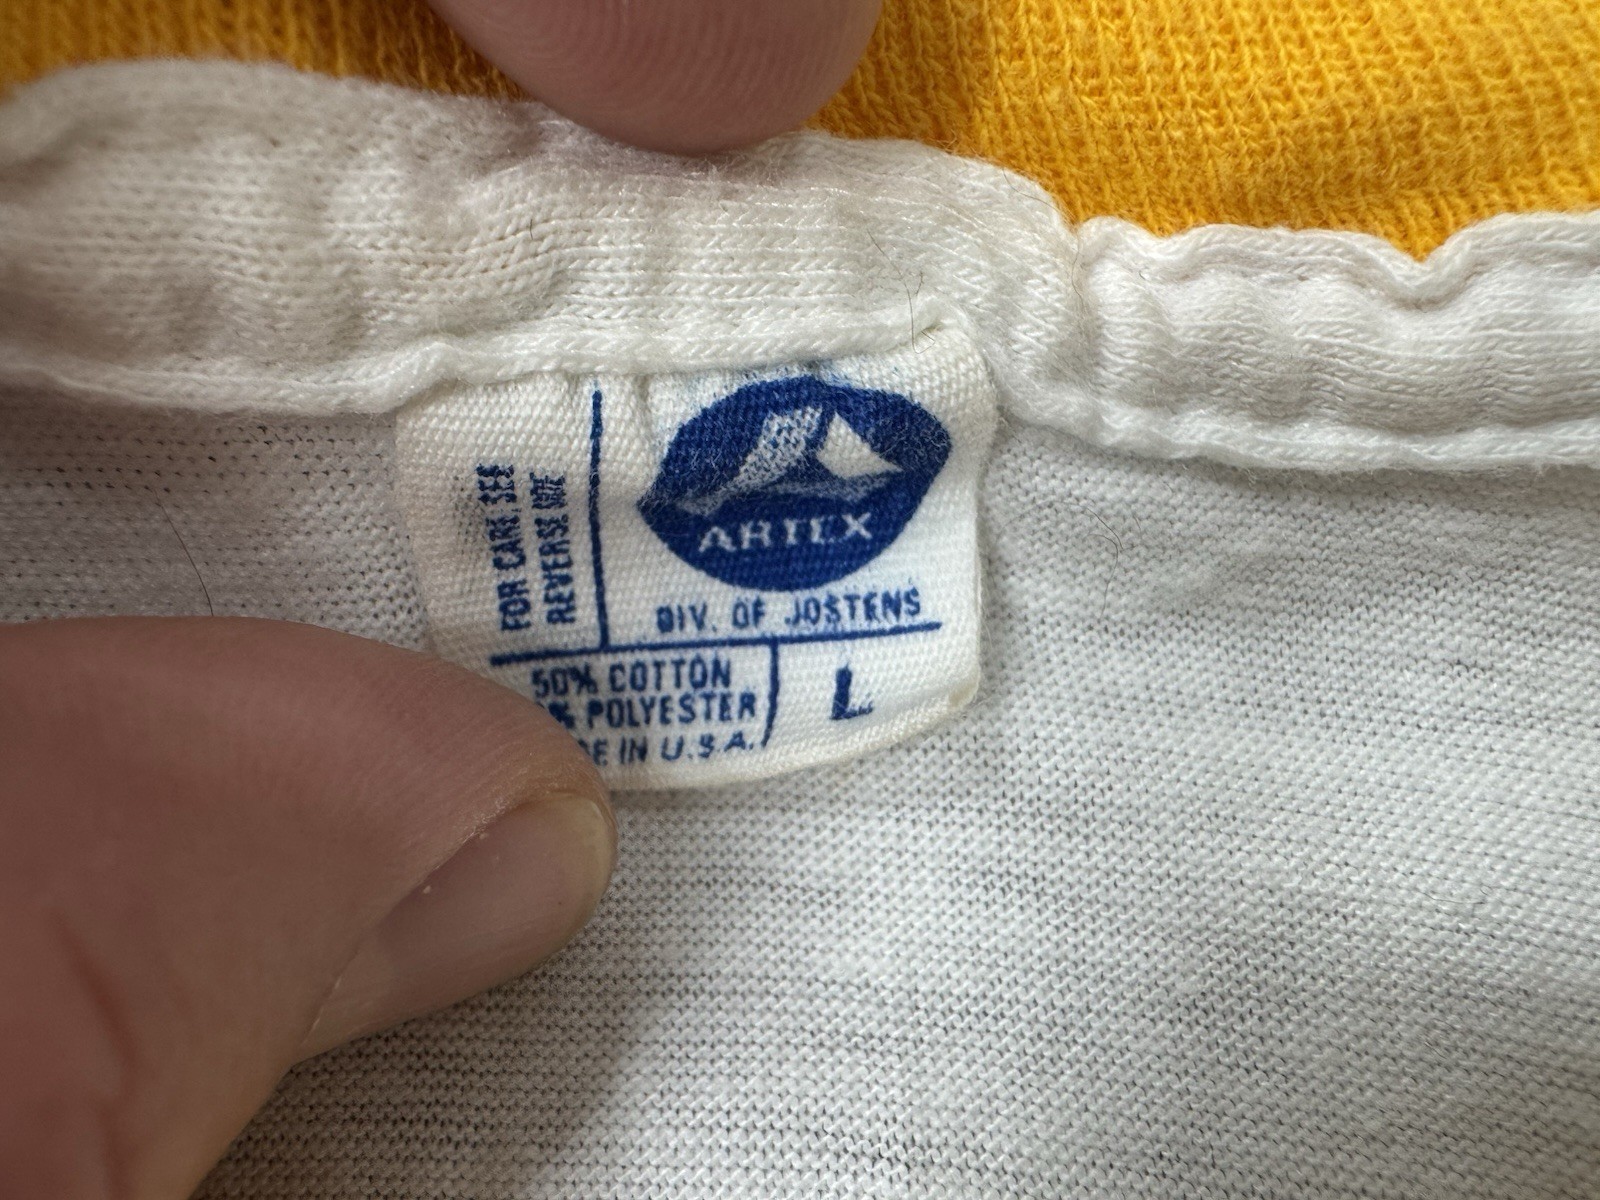 FOR CARE SEE
REVERSE SIDE
ARTEX
DIV. OF JOSTENS
50% COTTON
% POLYESTER
E IN U.S.A.
L